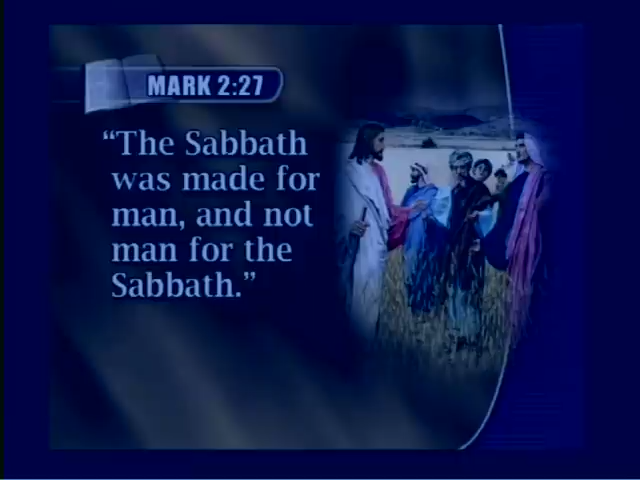 MARK 2:27
“The Sabbath
was made for
man, and not
man for the
Sabbath.”